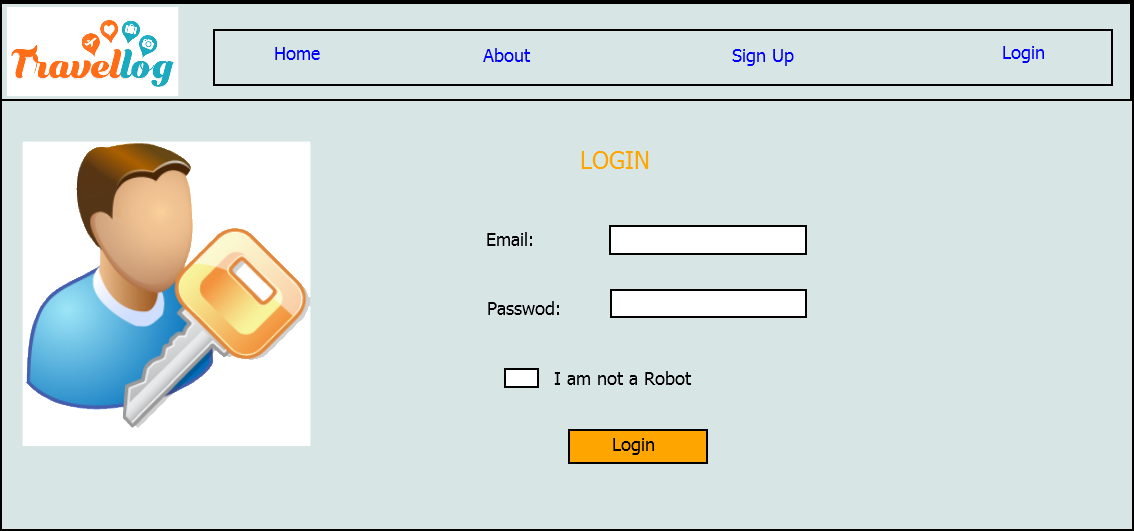 Travellog
Home About Sign Up Login
LOGIN
Email:
Passwod:
I am not a Robot
Login